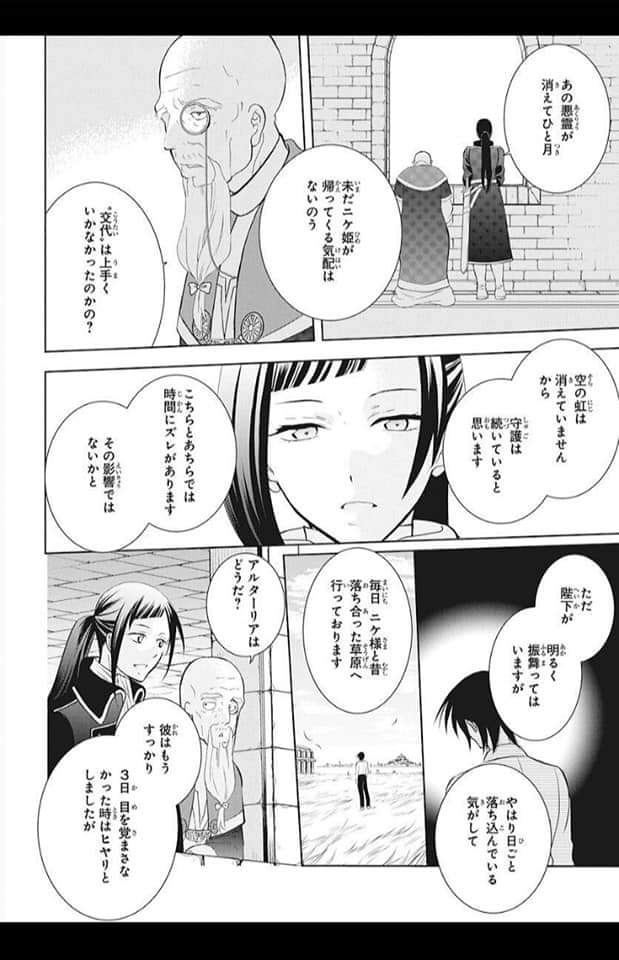 あの悪霊が
消えてひと月
未だニケ姫が
帰ってくる気配は
ないのう
“交代”は上手く
いかなかったのかの？
空の虹は
消えていません
から
守護は
続いていると
思います
こちらとあちらでは
時間にズレがあります
その影響では
ないかと
ただ
陛下が
明るく
振舞っては
いますが
やはり日ごと
落ち込んでいる
気がして
毎日 ニケ様と昔
落ち合った草原へ
行っております
アルターリアは
どうだ？
彼はもう
すっかり
3日 目を覚まさな
かった時はヒヤリと
しましたが